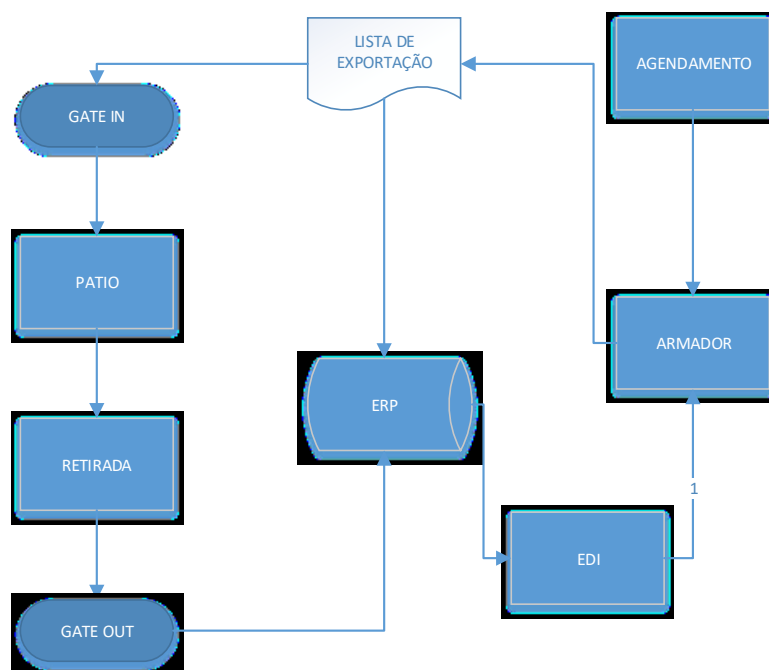 LISTA DE
EXPORTAÇÃO
AGENDAMENTO
GATE IN
PATIO
ARMADOR
ERP
RETIRADA
1
EDI
GATE OUT